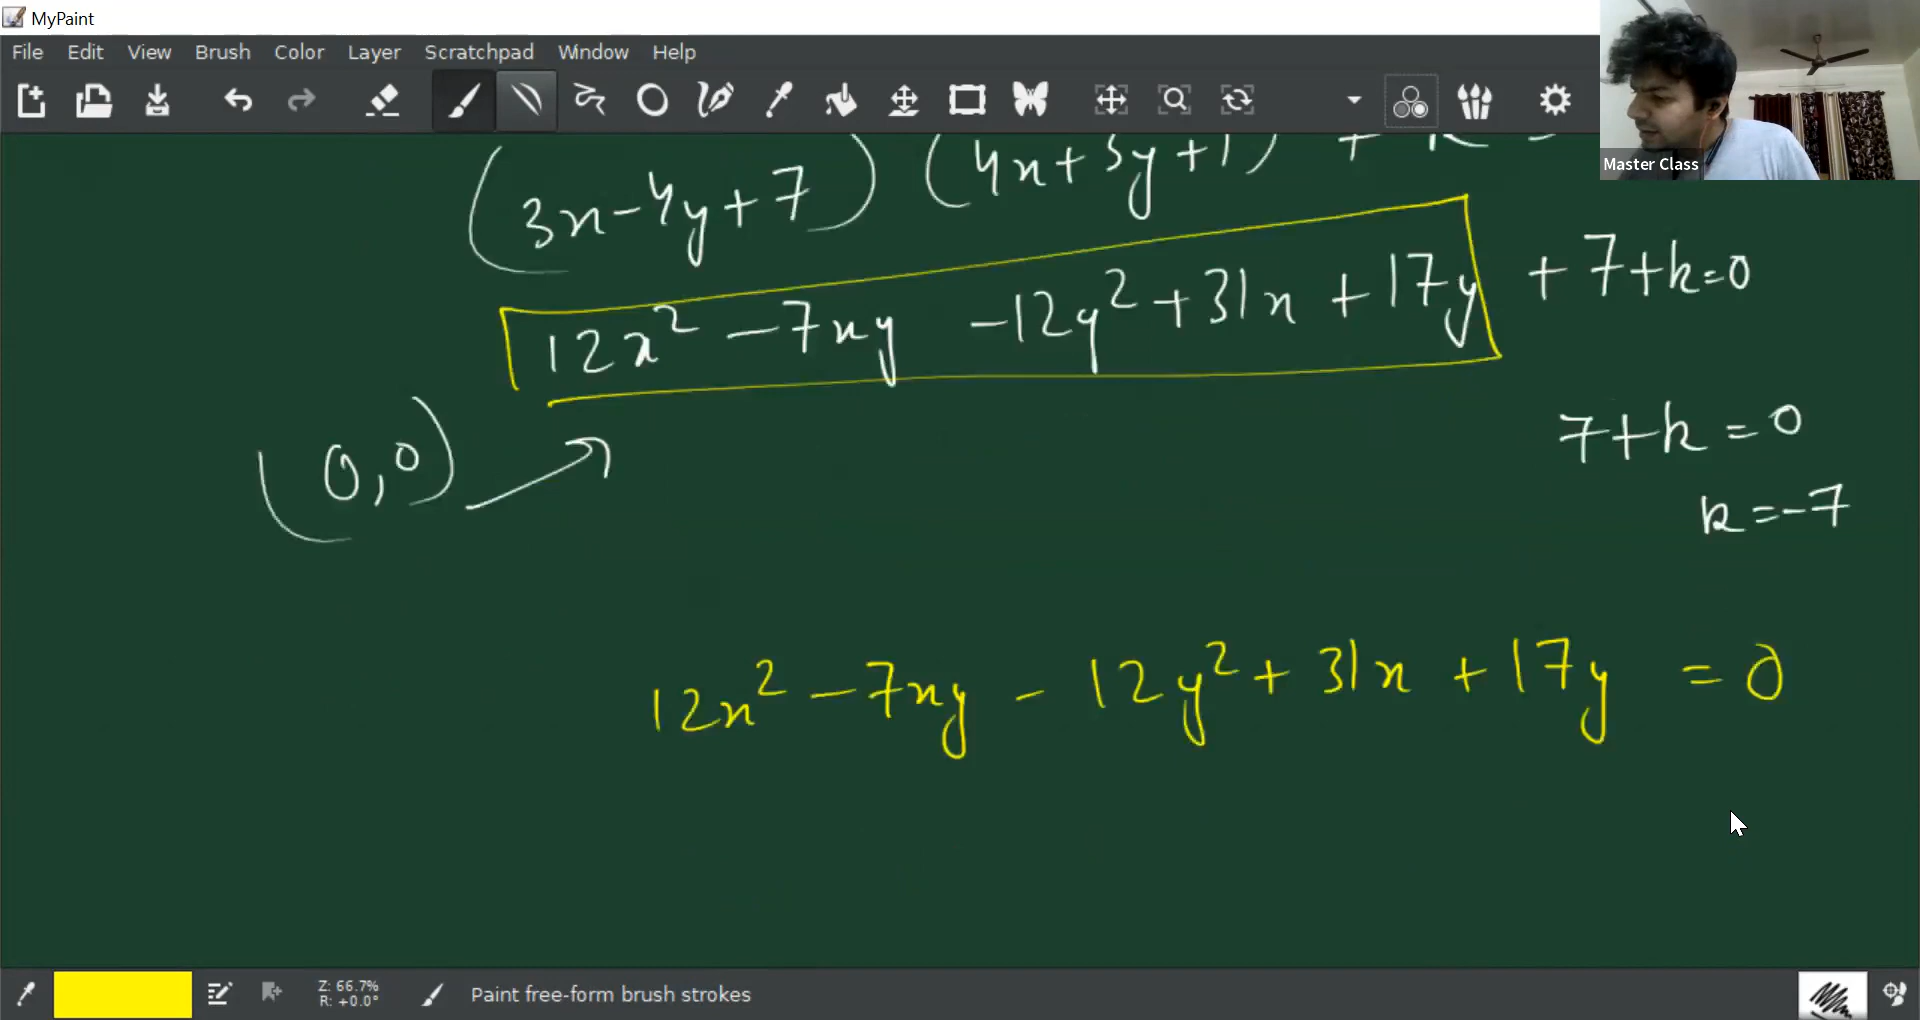 MyPaint
File Edit View Brush Color Layer Scratchpad Window Help
Master Class
(3x-4y+7) (4x+3y+1) +
12x² -7xy -12y²+31x +17y +7+k=0
(0,0)
7+k=0
k=-7
12x² -7xy - 12y²+31x +17y = 0
Z: 66.7%
R: +0.0°
Paint free-form brush strokes